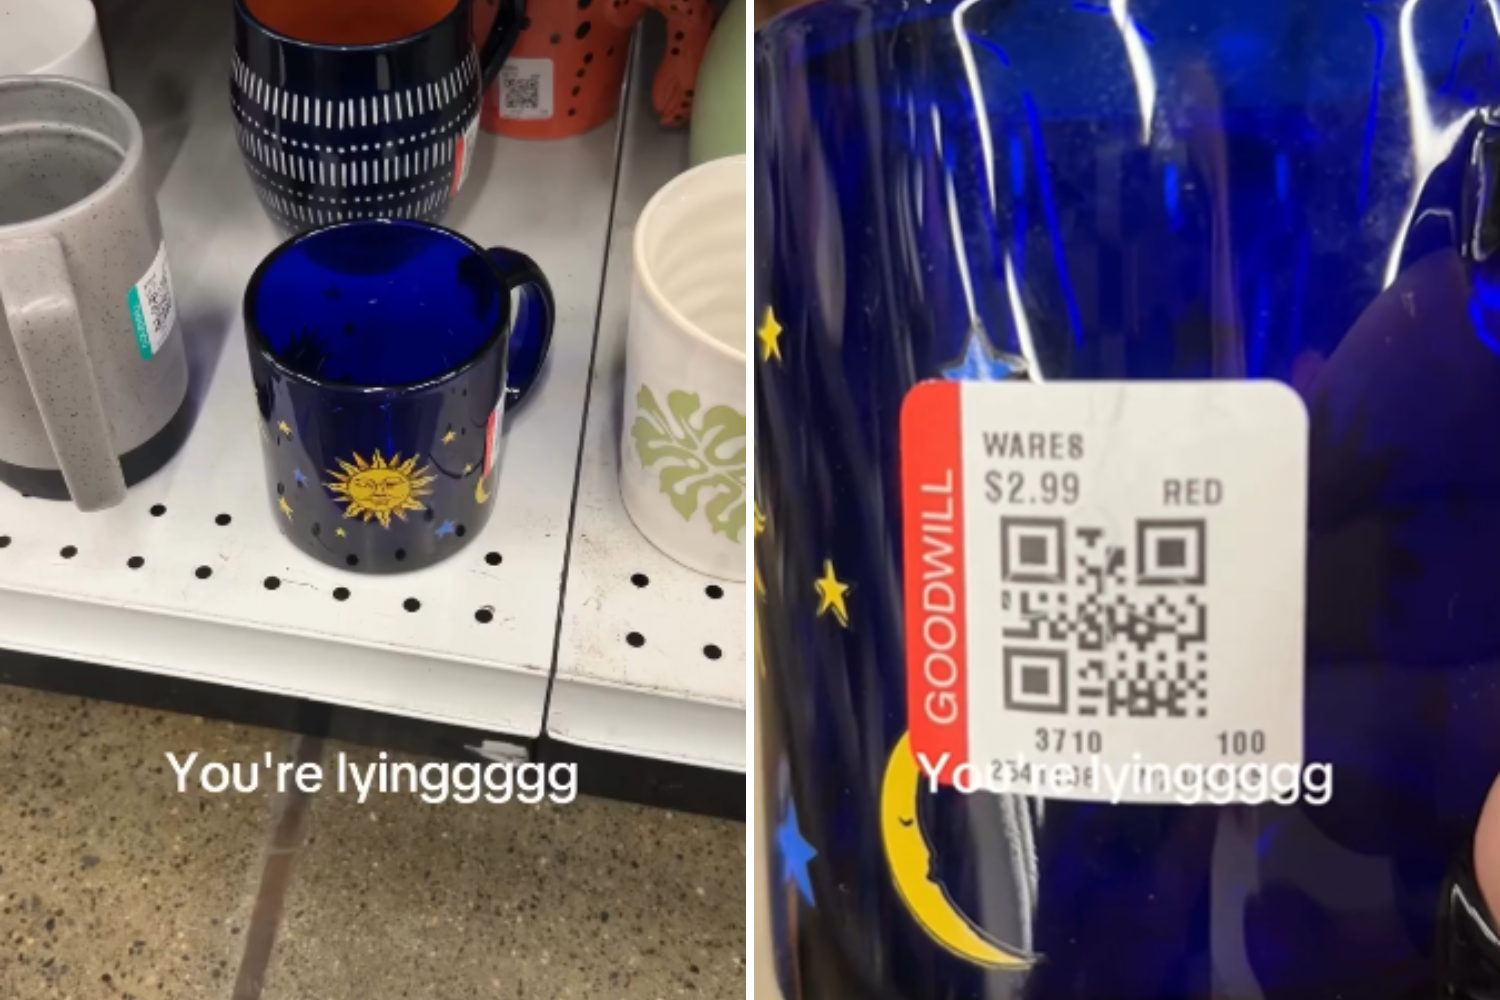 You're lyinggggg
WARES
$2.99 RED
GOODWILL
3710 100
You're lyinggggg